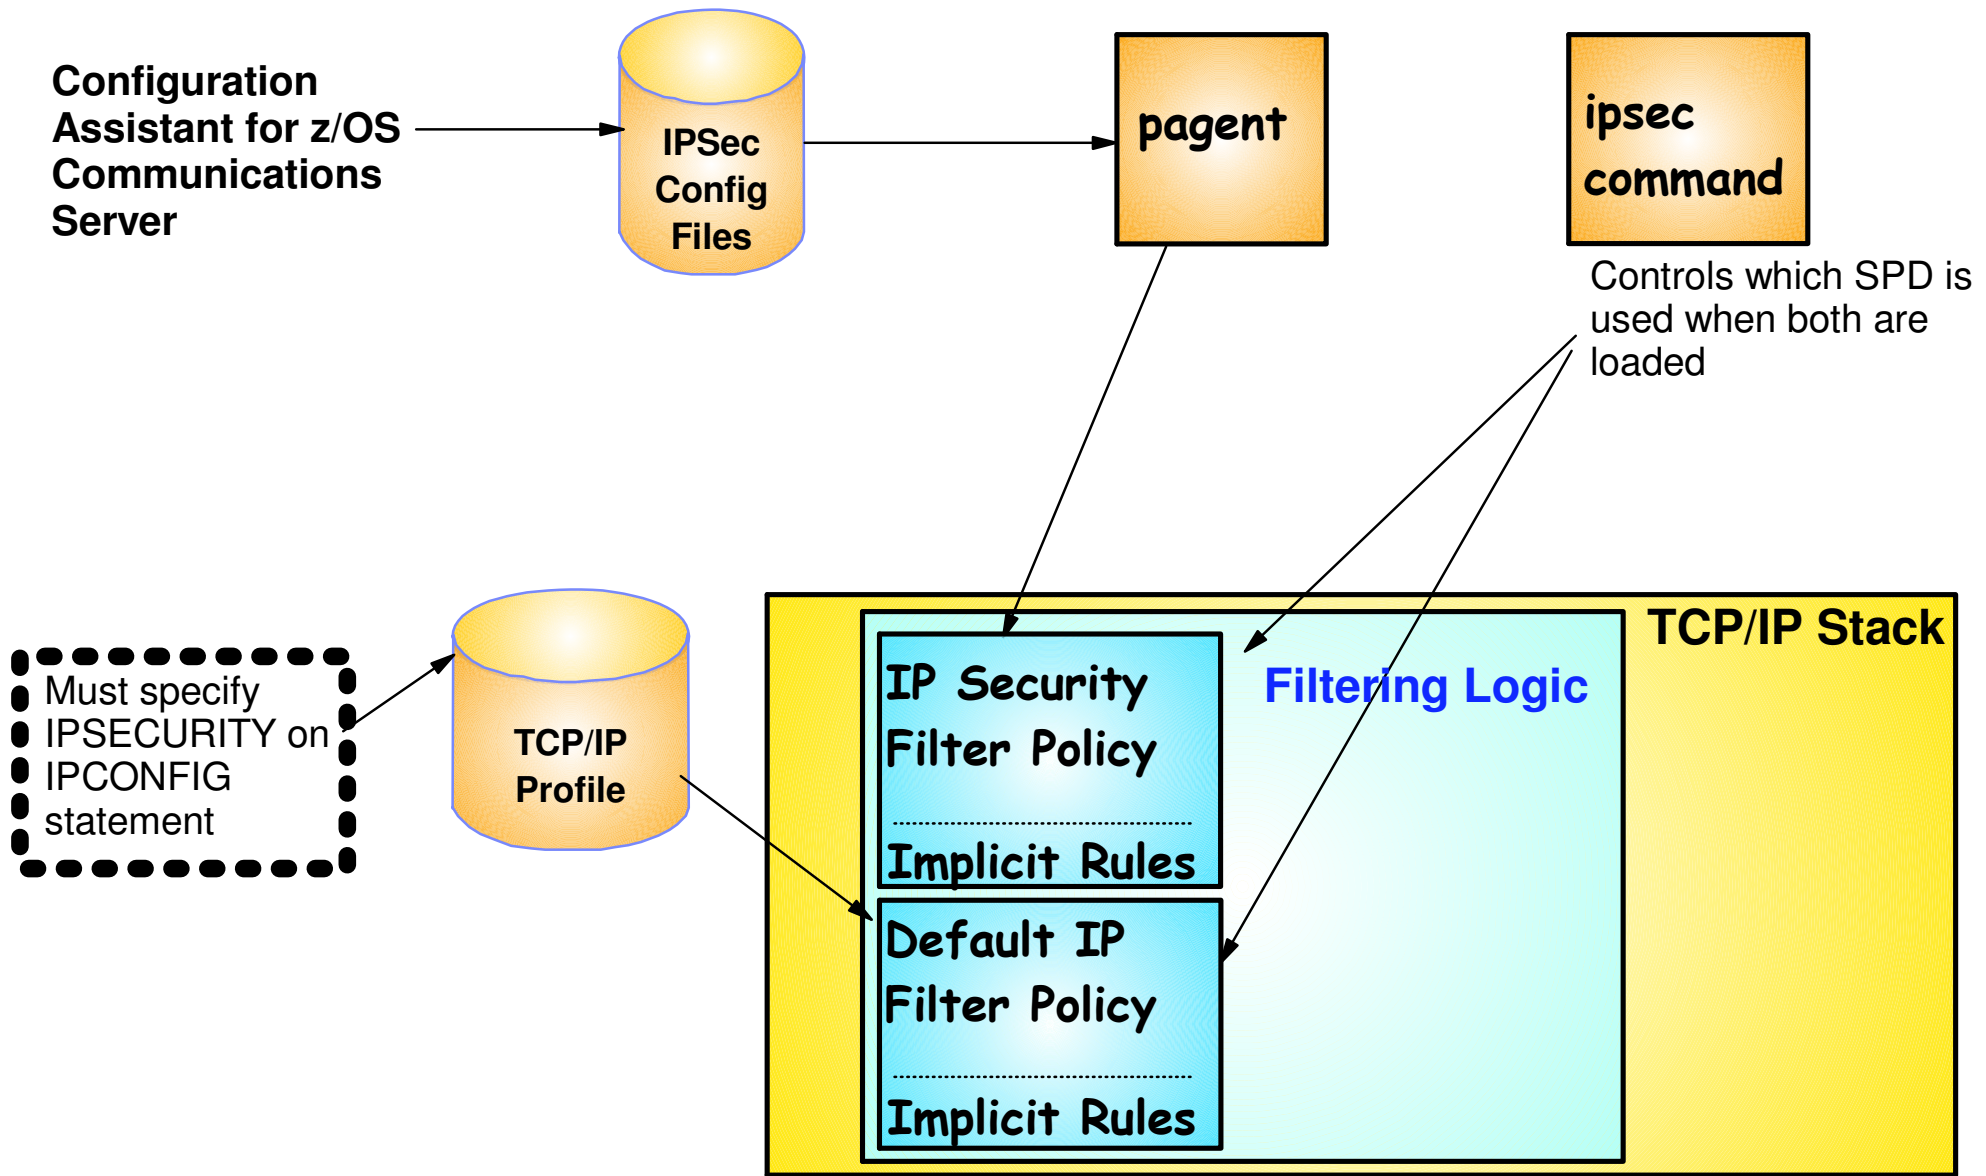 Configuration
Assistant for z/OS
Communications
Server
IPSec
Config
Files
pagent
ipsec
command
Controls which SPD is
used when both are
loaded
Must specify
IPSECURITY on
IPCONFIG
statement
TCP/IP
Profile
TCP/IP Stack
Filtering Logic
IP Security
Filter Policy
Implicit Rules
Default IP
Filter Policy
Implicit Rules